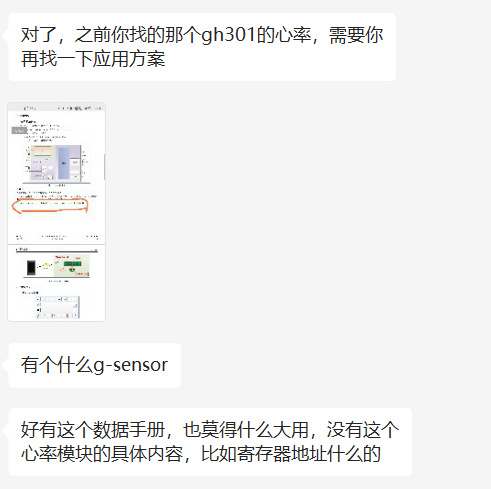 对了，之前你找的那个gh301的心率，需要你
再找一下应用方案
有个什么g-sensor
好有这个数据手册，也莫得什么大用，没有这个
心率模块的具体内容，比如寄存器地址什么的